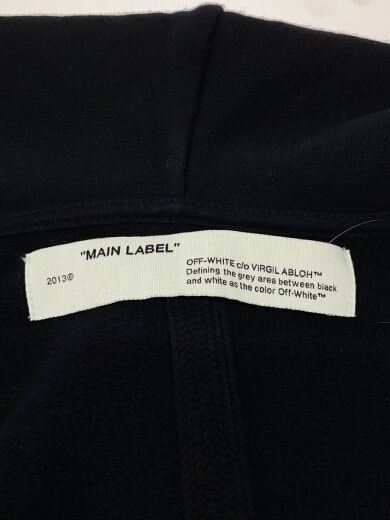 "MAIN LABEL"
2013©
OFF-WHITE c/o VIRGIL ABLOH™
Defining the grey area between black
and white as the color Off-White™